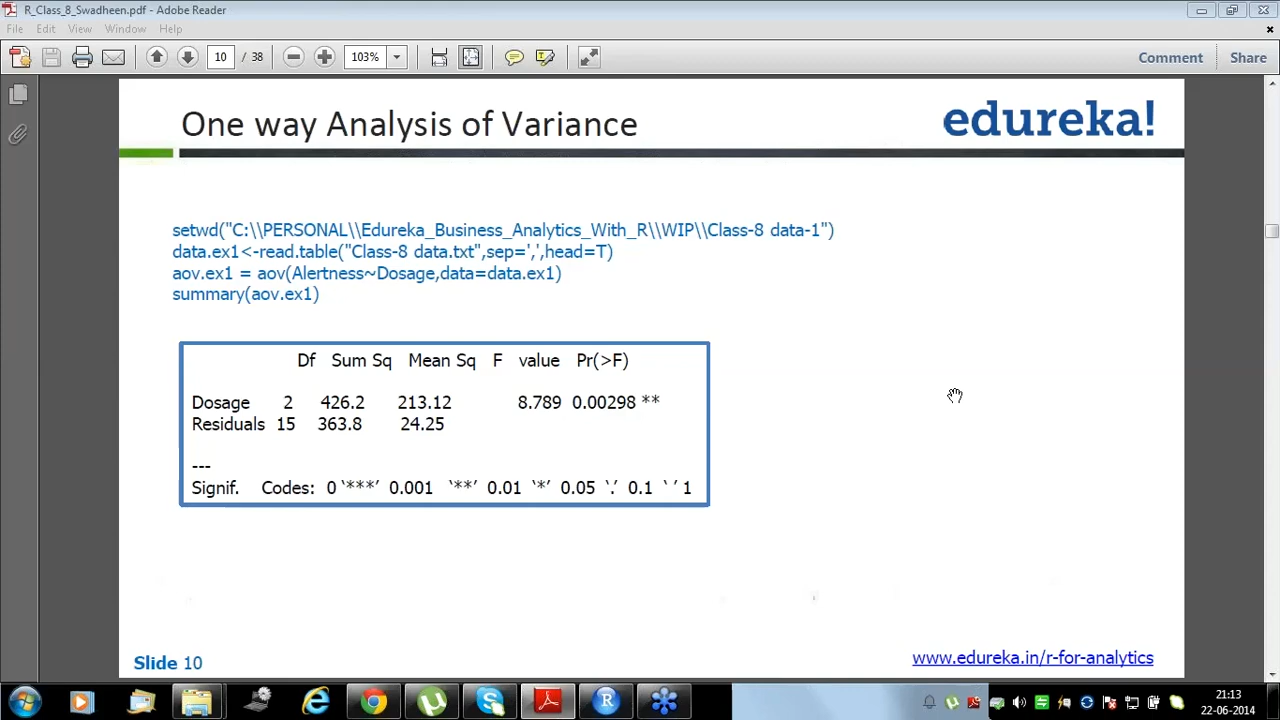 R_Class_8_Swadheen.pdf - Adobe Reader
File Edit View Window Help
10 / 38 103% Comment Share
One way Analysis of Variance
edureka!
setwd("C:\\PERSONAL\\Edureka_Business_Analytics_With_R\\WIP\\Class-8 data-1")
data.ex1<-read.table("Class-8 data.txt",sep=',',head=T)
aov.ex1 = aov(Alertness~Dosage,data=data.ex1)
summary(aov.ex1)
Df Sum Sq Mean Sq F value Pr(>F)
Dosage 2 426.2 213.12 8.789 0.00298 **
Residuals 15 363.8 24.25
---
Signif. Codes: 0 ‘***’ 0.001 ‘**’ 0.01 ‘*’ 0.05 ‘.’ 0.1 ‘ ’ 1
Slide 10
www.edureka.in/r-for-analytics
21:13
22-06-2014